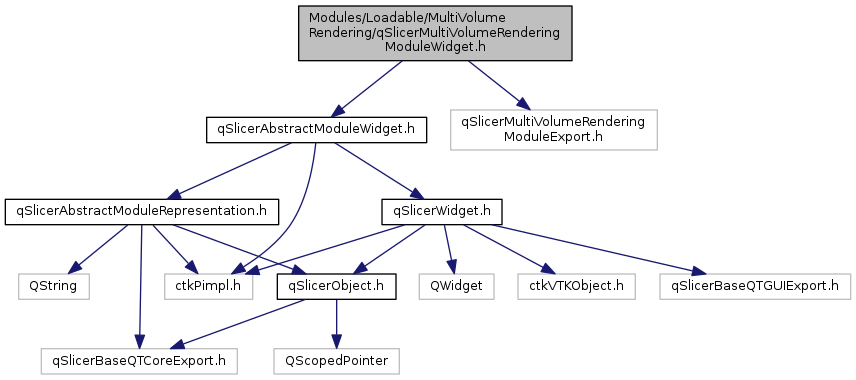 Modules/Loadable/MultiVolume
Rendering/qSlicerMultiVolumeRendering
ModuleWidget.h
qSlicerAbstractModuleWidget.h
qSlicerMultiVolumeRendering
ModuleExport.h
qSlicerAbstractModuleRepresentation.h
qSlicerWidget.h
QString
ctkPimpl.h
qSlicerObject.h
QWidget
ctkVTKObject.h
qSlicerBaseQTGUIExport.h
qSlicerBaseQTCoreExport.h
QScopedPointer